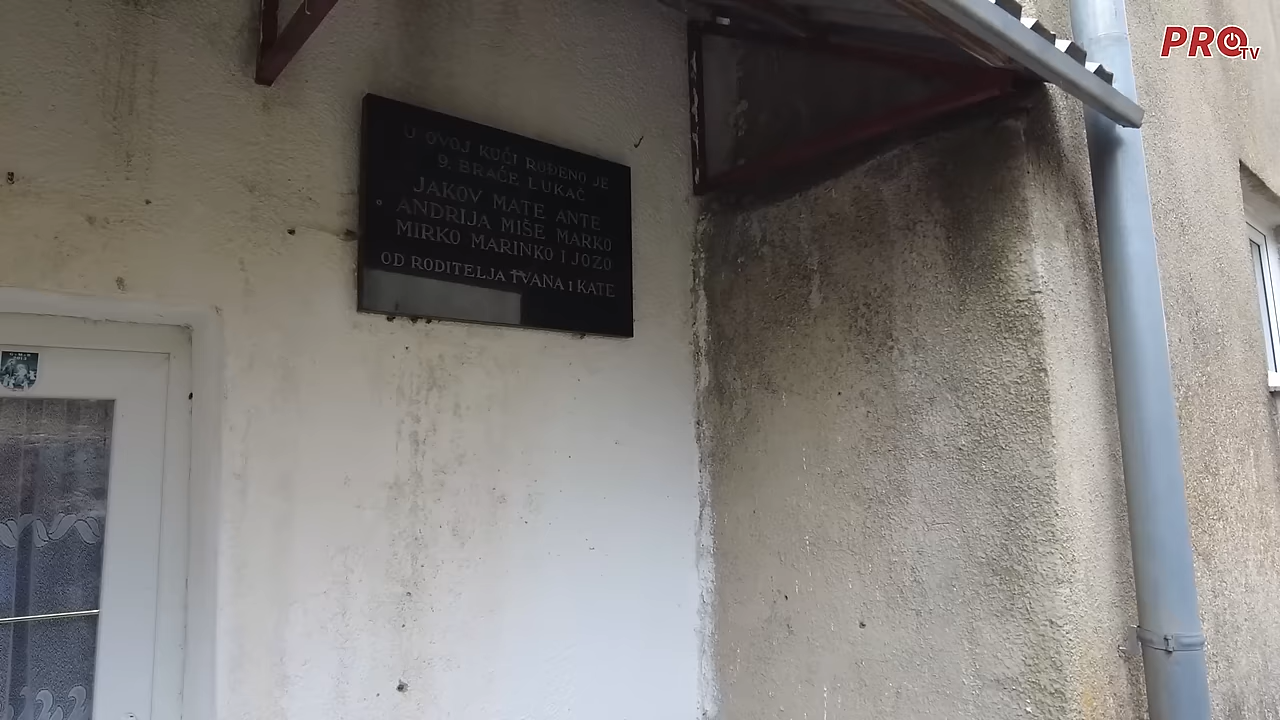 PRO TV
U OVOJ KUĆI ROĐENO JE
9. BRAĆE LUKAČ
JAKOV MATE ANTE
ANDRIJA MIŠE MARKO
MIRKO MARINKO I JOZO
OD RODITELJA IVANA I KATE